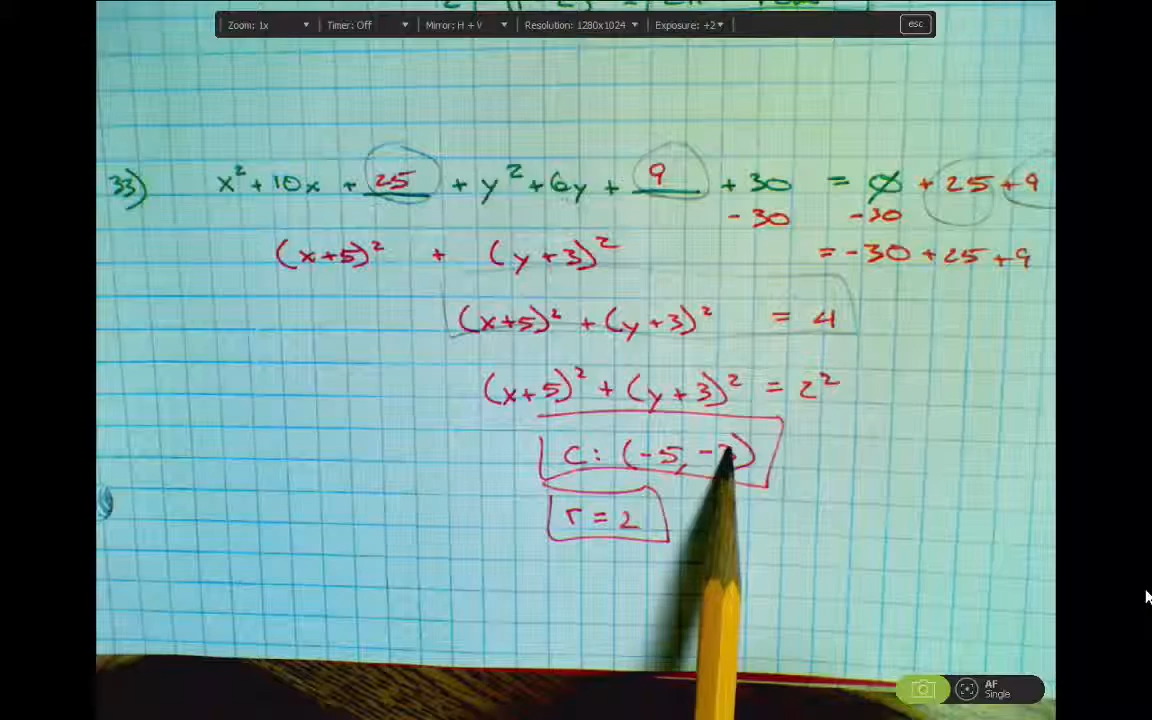 Zoom: 1x Timer: Off Mirror: H + V Resolution: 1280x1024 Exposure: +2 esc
33) x² + 10x + 25 + y² + 6y + 9 + 30 = 0 + 25 + 9
-30 -30
(x+5)² + (y+3)² = -30 + 25 + 9
(x+5)² + (y+3)² = 4
(x+5)² + (y+3)² = 2²
C: (-5, -3)
r = 2
AF
Single